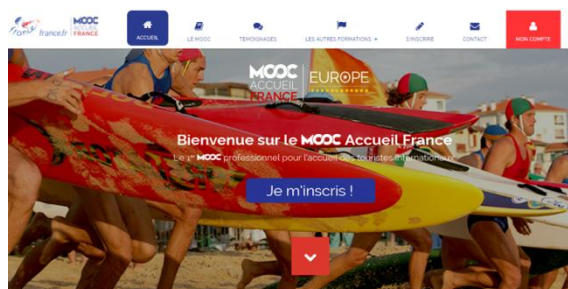 france.fr
MOOC
ACCUEIL
FRANCE
ACCUEIL
LE MOOC
TÉMOIGNAGES
LES AUTRES FORMATIONS
S'INSCRIRE
CONTACT
MON COMPTE
MOOC
ACCUEIL
FRANCE
EUROPE
Bienvenue sur le MOOC Accueil France
Le 1er MOOC professionnel pour l'accueil des touristes internationaux
Je m'inscris !